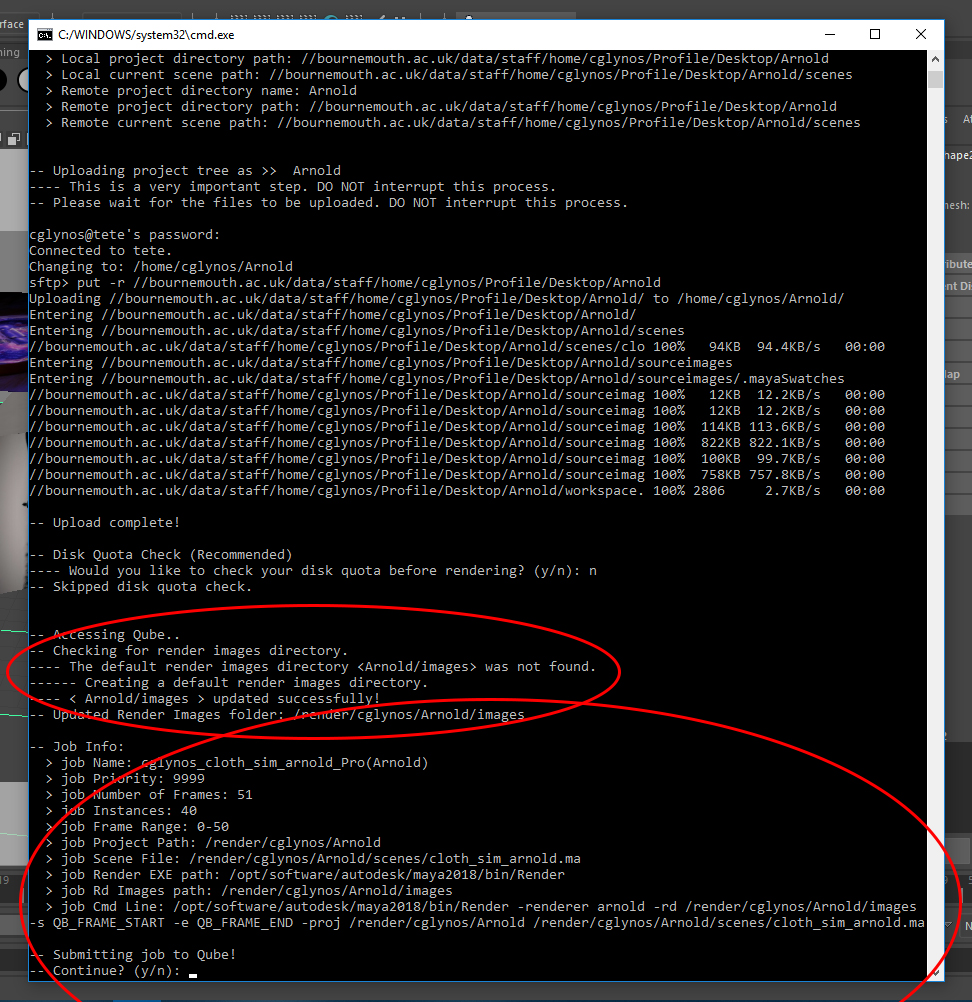 rface
C:/WINDOWS/system32\cmd.exe
ning
> Local project directory path: //bournemouth.ac.uk/data/staff/home/cglynos/Profile/Desktop/Arnold
> Local current scene path: //bournemouth.ac.uk/data/staff/home/cglynos/Profile/Desktop/Arnold/scenes
> Remote project directory name: Arnold
> Remote project directory path: //bournemouth.ac.uk/data/staff/home/cglynos/Profile/Desktop/Arnold
> Remote current scene path: //bournemouth.ac.uk/data/staff/home/cglynos/Profile/Desktop/Arnold/scenes
-- Uploading project tree as >>  Arnold
---- This is a very important step. DO NOT interrupt this process.
-- Please wait for the files to be uploaded. DO NOT interrupt this process.
cglynos@tete's password:
Connected to tete.
Changing to: /home/cglynos/Arnold
sftp> put -r //bournemouth.ac.uk/data/staff/home/cglynos/Profile/Desktop/Arnold
Uploading //bournemouth.ac.uk/data/staff/home/cglynos/Profile/Desktop/Arnold/ to /home/cglynos/Arnold/
Entering //bournemouth.ac.uk/data/staff/home/cglynos/Profile/Desktop/Arnold/
Entering //bournemouth.ac.uk/data/staff/home/cglynos/Profile/Desktop/Arnold/scenes
//bournemouth.ac.uk/data/staff/home/cglynos/Profile/Desktop/Arnold/scenes/clo 100%   94KB  94.4KB/s   00:00
Entering //bournemouth.ac.uk/data/staff/home/cglynos/Profile/Desktop/Arnold/sourceimages
Entering //bournemouth.ac.uk/data/staff/home/cglynos/Profile/Desktop/Arnold/sourceimages/.mayaSwatches
//bournemouth.ac.uk/data/staff/home/cglynos/Profile/Desktop/Arnold/sourceimag 100%   12KB  12.2KB/s   00:00
//bournemouth.ac.uk/data/staff/home/cglynos/Profile/Desktop/Arnold/sourceimag 100%   12KB  12.2KB/s   00:00
//bournemouth.ac.uk/data/staff/home/cglynos/Profile/Desktop/Arnold/sourceimag 100%  114KB 113.6KB/s   00:00
//bournemouth.ac.uk/data/staff/home/cglynos/Profile/Desktop/Arnold/sourceimag 100%  822KB 822.1KB/s   00:00
//bournemouth.ac.uk/data/staff/home/cglynos/Profile/Desktop/Arnold/sourceimag 100%  100KB  99.7KB/s   00:00
//bournemouth.ac.uk/data/staff/home/cglynos/Profile/Desktop/Arnold/sourceimag 100%  758KB 757.8KB/s   00:00
//bournemouth.ac.uk/data/staff/home/cglynos/Profile/Desktop/Arnold/workspace. 100% 2806     2.7KB/s   00:00
-- Upload complete!
-- Disk Quota Check (Recommended)
---- Would you like to check your disk quota before rendering? (y/n): n
-- Skipped disk quota check.
-- Accessing Qube..
-- Checking for render images directory.
---- The default render images directory <Arnold/images> was not found.
------ Creating a default render images directory.
---- < Arnold/images > updated successfully!
-- Updated Render Images folder: /render/cglynos/Arnold/images
-- Job Info:
> job Name: cglynos_cloth_sim_arnold_Pro(Arnold)
> job Priority: 9999
> job Number of Frames: 51
> job Instances: 40
> job Frame Range: 0-50
> job Project Path: /render/cglynos/Arnold
> job Scene File: /render/cglynos/Arnold/scenes/cloth_sim_arnold.ma
> job Render EXE path: /opt/software/autodesk/maya2018/bin/Render
> job Rd Images path: /render/cglynos/Arnold/images
> job Cmd Line: /opt/software/autodesk/maya2018/bin/Render -renderer arnold -rd /render/cglynos/Arnold/images
-s QB_FRAME_START -e QB_FRAME_END -proj /render/cglynos/Arnold /render/cglynos/Arnold/scenes/cloth_sim_arnold.ma
-- Submitting job to Qube!
-- Continue? (y/n):
hape2
nesh:
ribute
nt Di
lap